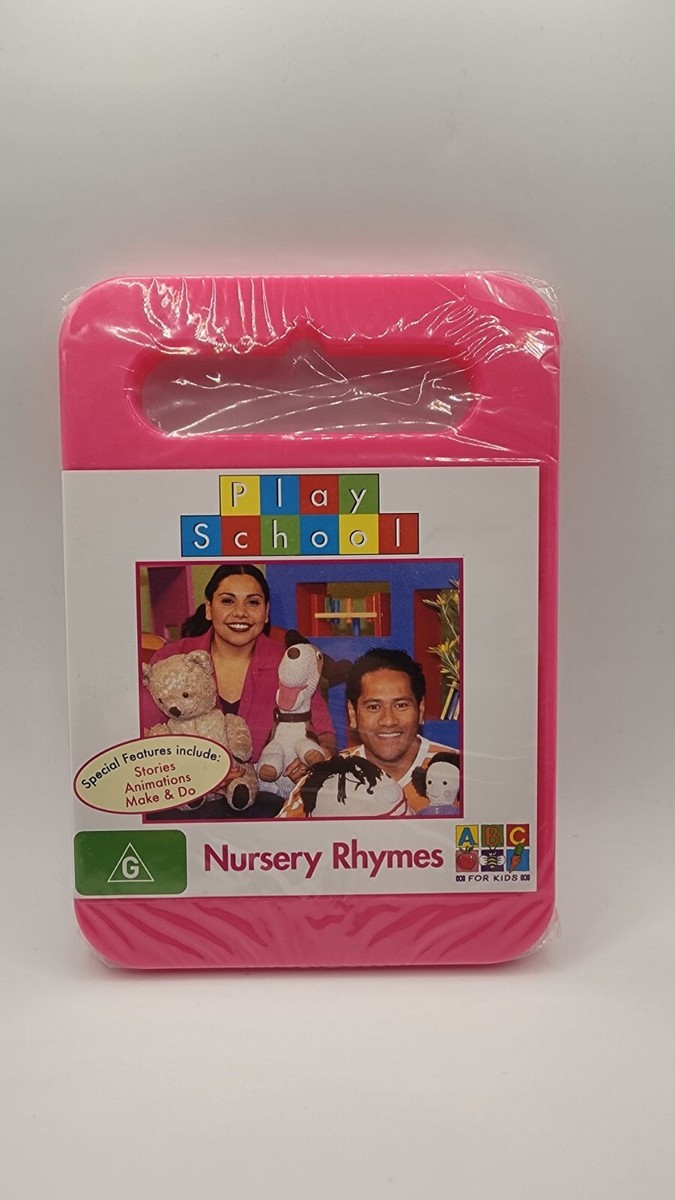 Play
School
Special Features include:
Stories
Animations
Make & Do
G
Nursery Rhymes
ABC
FOR KIDS